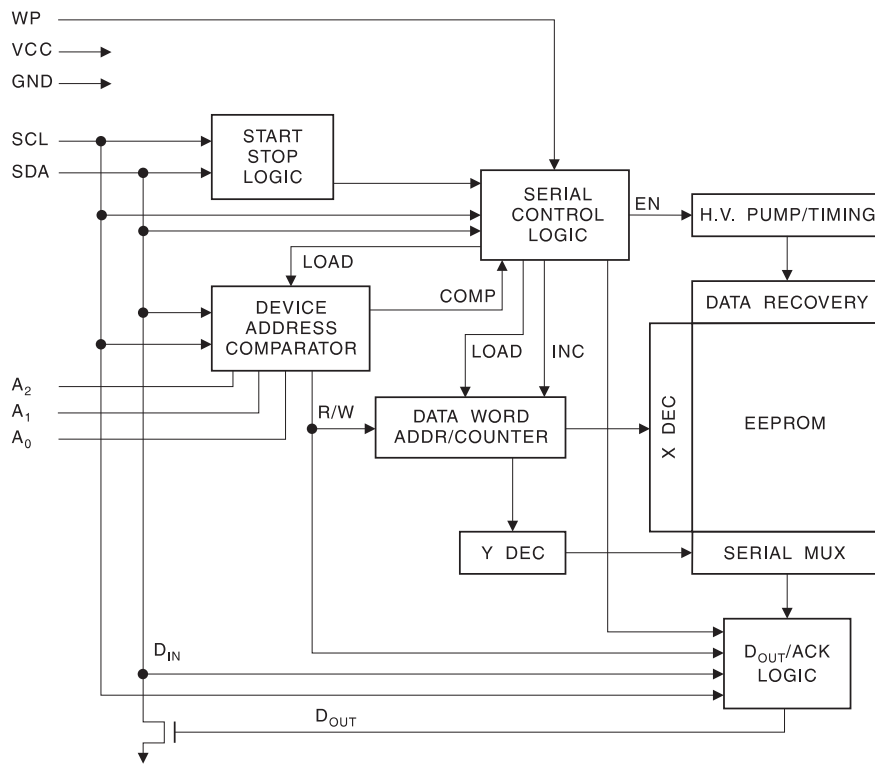 WP
VCC
GND
SCL
SDA
START
STOP
LOGIC
SERIAL
CONTROL
LOGIC
EN
H.V. PUMP/TIMING
LOAD
COMP
DATA RECOVERY
DEVICE
ADDRESS
COMPARATOR
LOAD
INC
A2
A1
A0
R/W
DATA WORD
ADDR/COUNTER
X DEC
EEPROM
Y DEC
SERIAL MUX
DIN
DOUT/ACK
LOGIC
DOUT